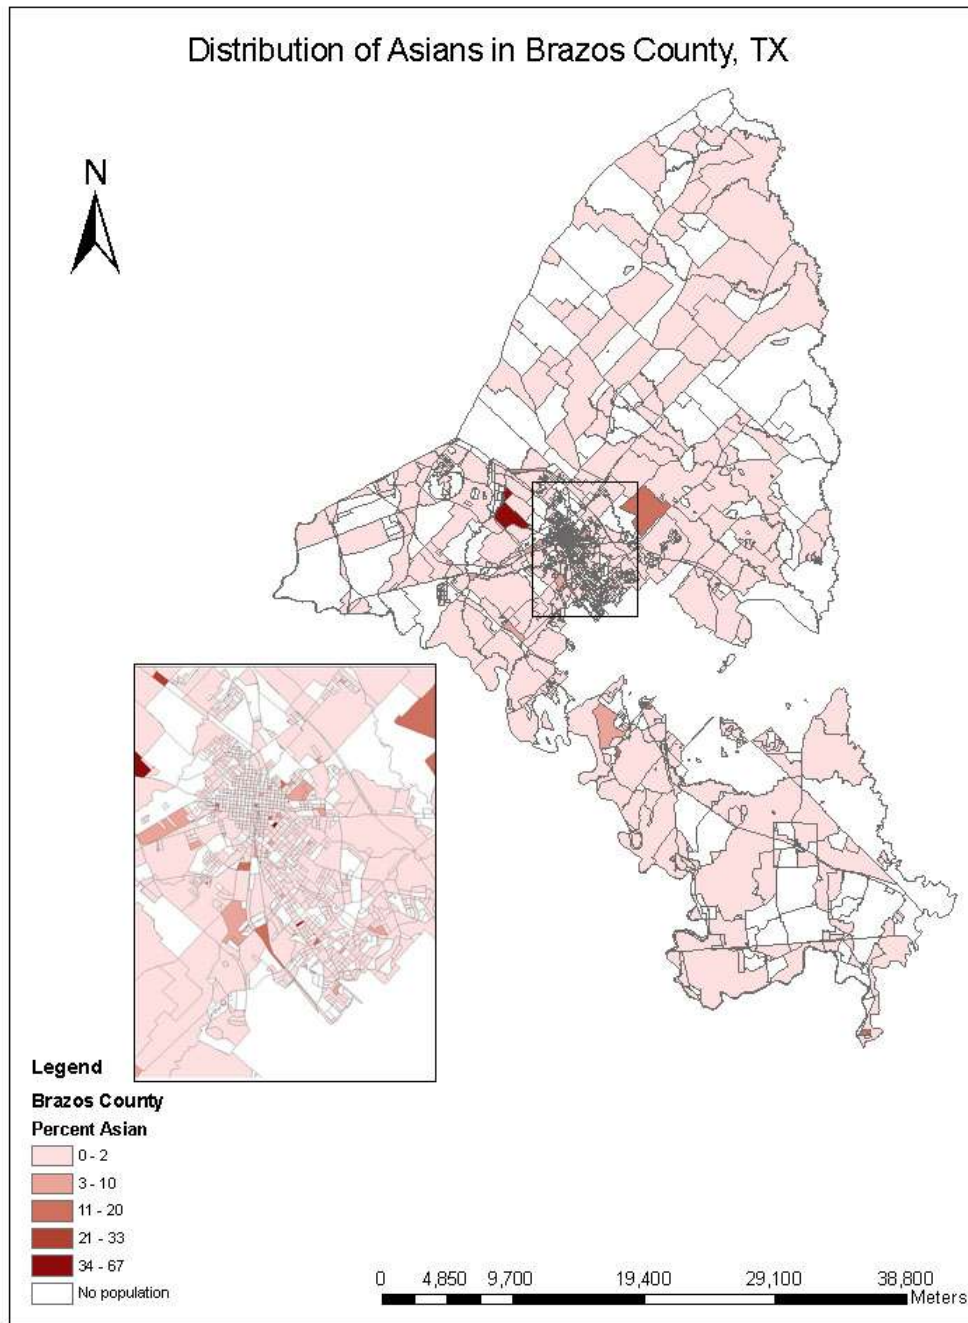 Distribution of Asians in Brazos County, TX
N
Legend
Brazos County
Percent Asian
0 - 2
3 - 10
11 - 20
21 - 33
34 - 67
No population
0 4,850 9,700 19,400 29,100 38,800
Meters